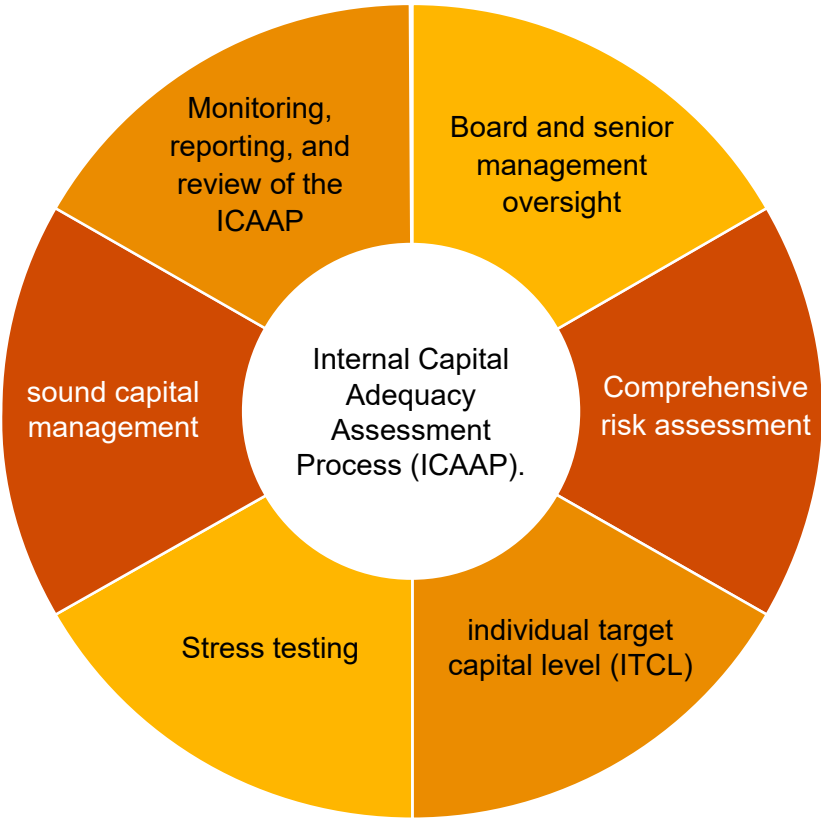 Monitoring,
reporting, and
review of the
ICAAP
Board and senior
management
oversight
sound capital
management
Internal Capital
Adequacy
Assessment
Process (ICAAP).
Comprehensive
risk assessment
Stress testing
individual target
capital level (ITCL)